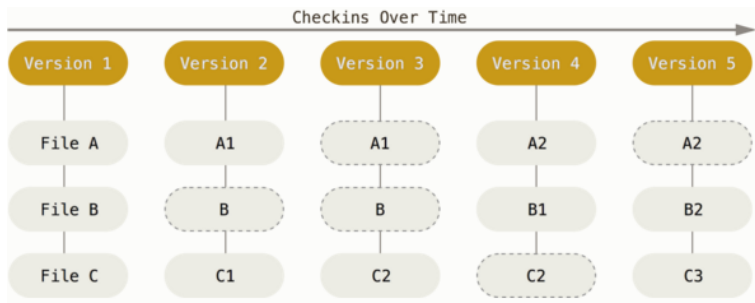 Checkins Over Time
Version 1 Version 2 Version 3 Version 4 Version 5
File A A1 A1 A2 A2
File B B B B1 B2
File C C1 C2 C2 C3